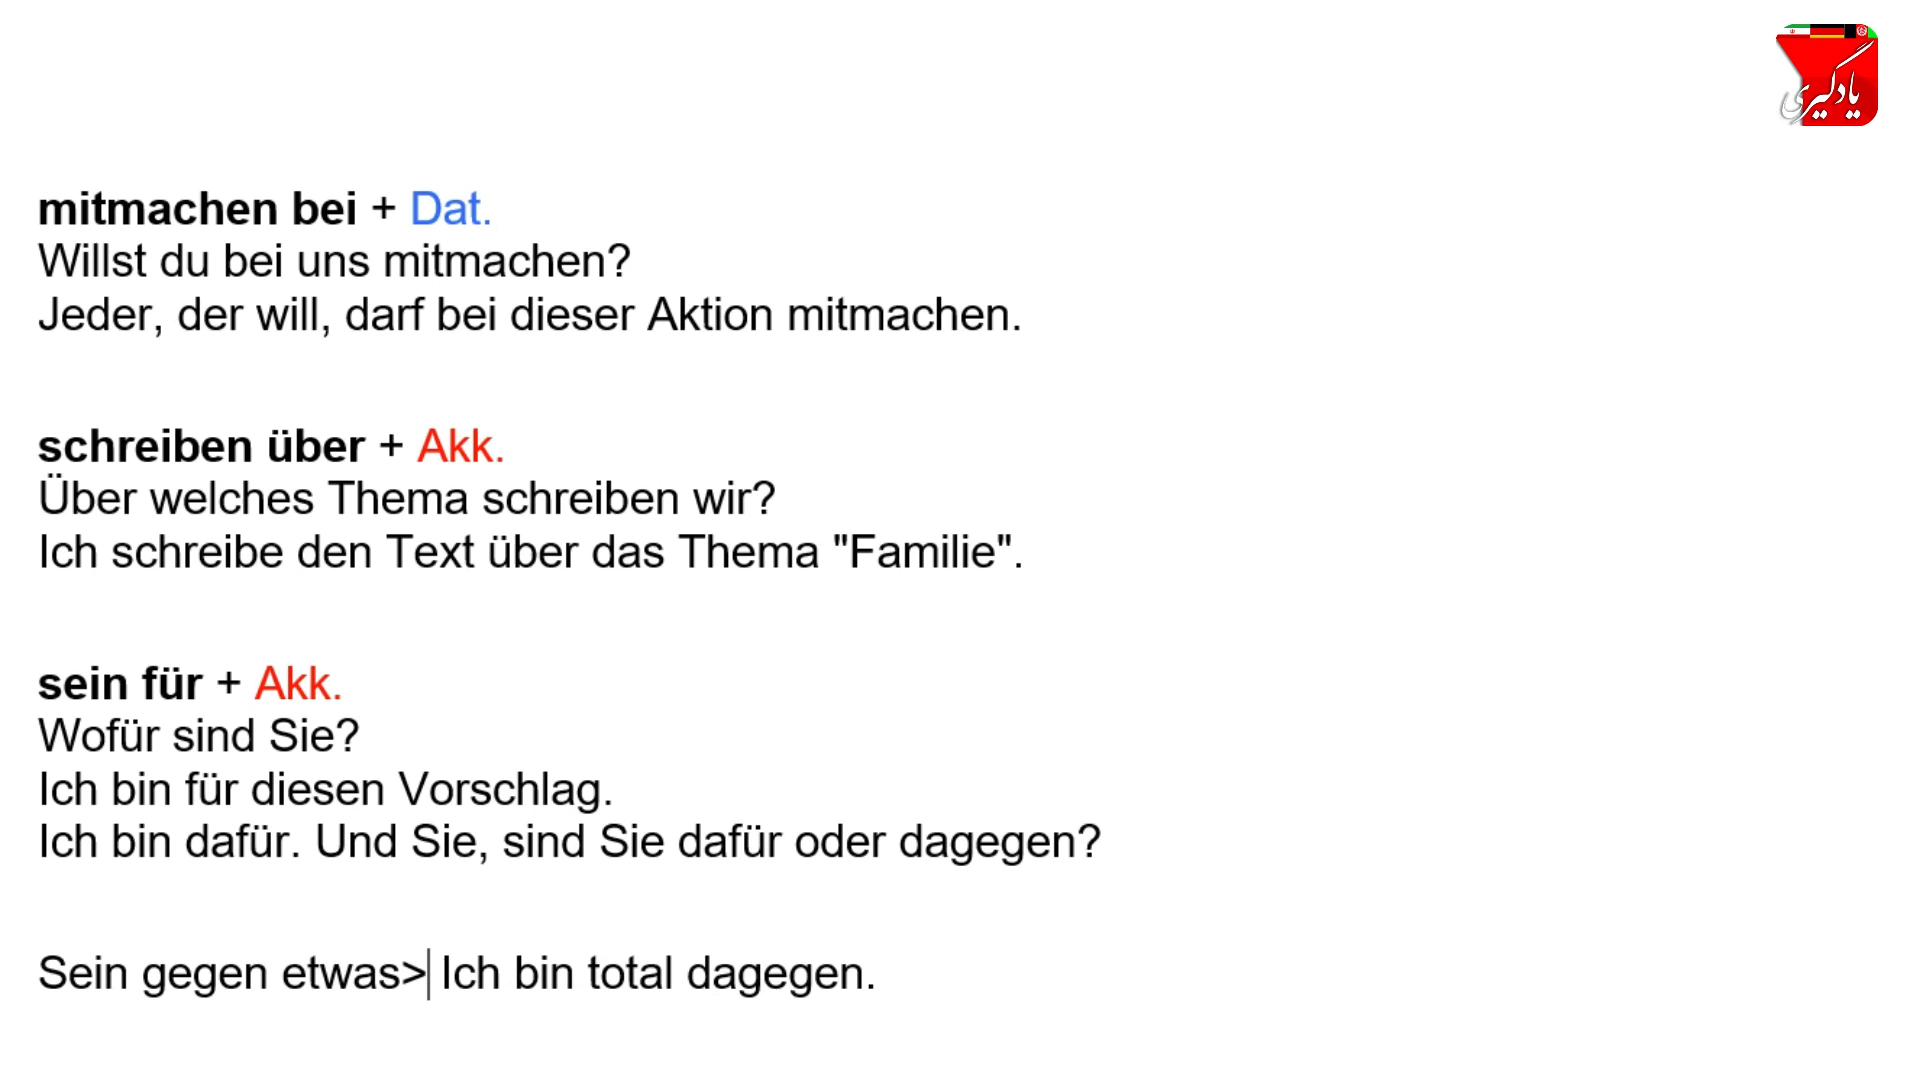 یادگیری
mitmachen bei + Dat.
Willst du bei uns mitmachen?
Jeder, der will, darf bei dieser Aktion mitmachen.
schreiben über + Akk.
Über welches Thema schreiben wir?
Ich schreibe den Text über das Thema "Familie".
sein für + Akk.
Wofür sind Sie?
Ich bin für diesen Vorschlag.
Ich bin dafür. Und Sie, sind Sie dafür oder dagegen?
Sein gegen etwas> Ich bin total dagegen.